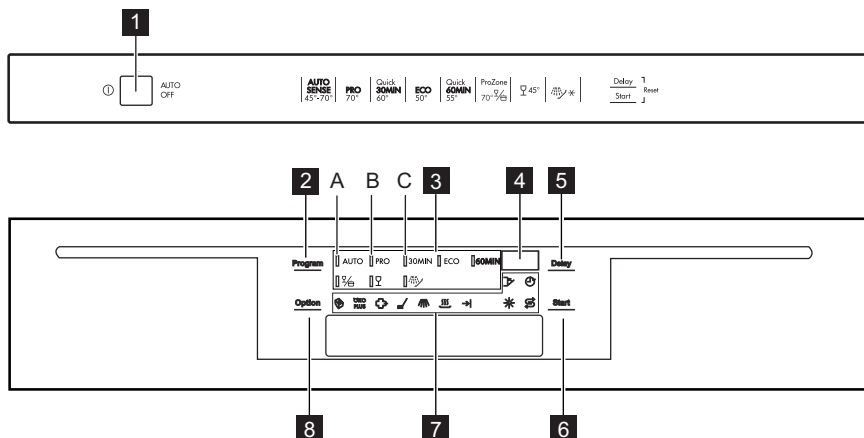 1
AUTO
OFF
AUTO
SENSE
45°-70°
PRO
70°
Quick
30MIN
60°
ECO
50°
Quick
60MIN
55°
ProZone
70°
45°
Delay
Start
Reset
2 A B C 3 4 5
Program
AUTO PRO 30MIN ECO 60MIN
Delay
Option
ÖKO
PLUS
Start
8 7 6